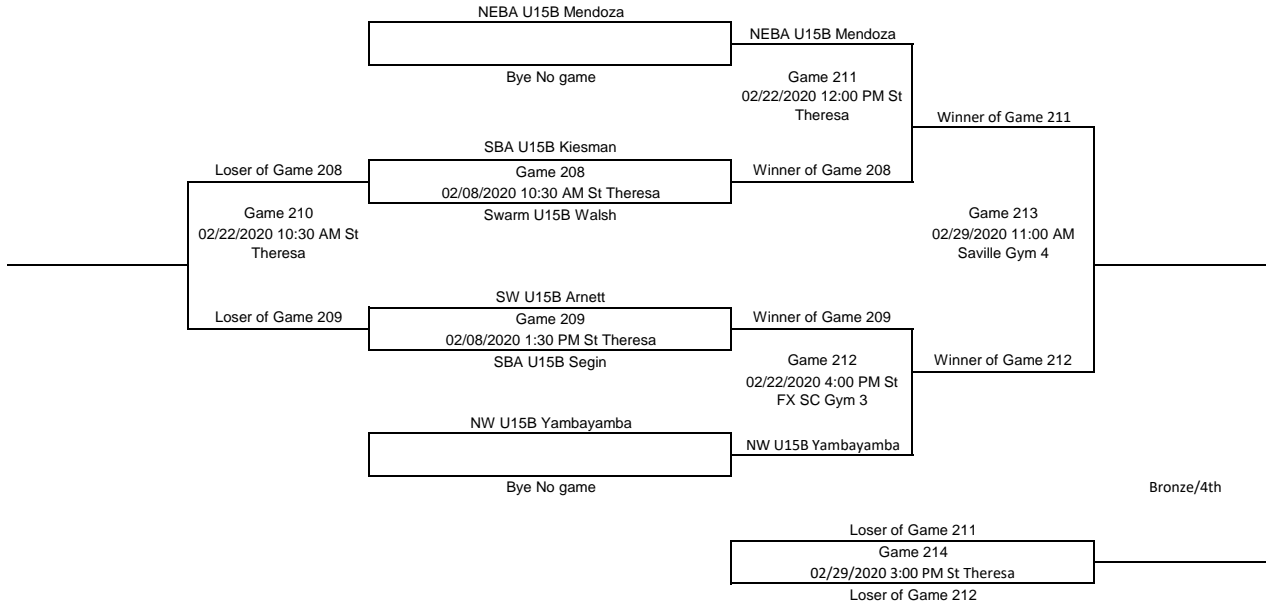 NEBA U15B Mendoza
NEBA U15B Mendoza
Bye No game
Game 211
02/22/2020 12:00 PM St
Theresa
Winner of Game 211
SBA U15B Kiesman
Loser of Game 208
Game 208
Winner of Game 208
02/08/2020 10:30 AM St Theresa
Swarm U15B Walsh
Game 210
02/22/2020 10:30 AM St
Theresa
Game 213
02/29/2020 11:00 AM
Saville Gym 4
SW U15B Arnett
Loser of Game 209
Game 209
Winner of Game 209
02/08/2020 1:30 PM St Theresa
SBA U15B Segin
Game 212
02/22/2020 4:00 PM St
FX SC Gym 3
Winner of Game 212
NW U15B Yambayamba
NW U15B Yambayamba
Bye No game
Bronze/4th
Loser of Game 211
Game 214
02/29/2020 3:00 PM St Theresa
Loser of Game 212